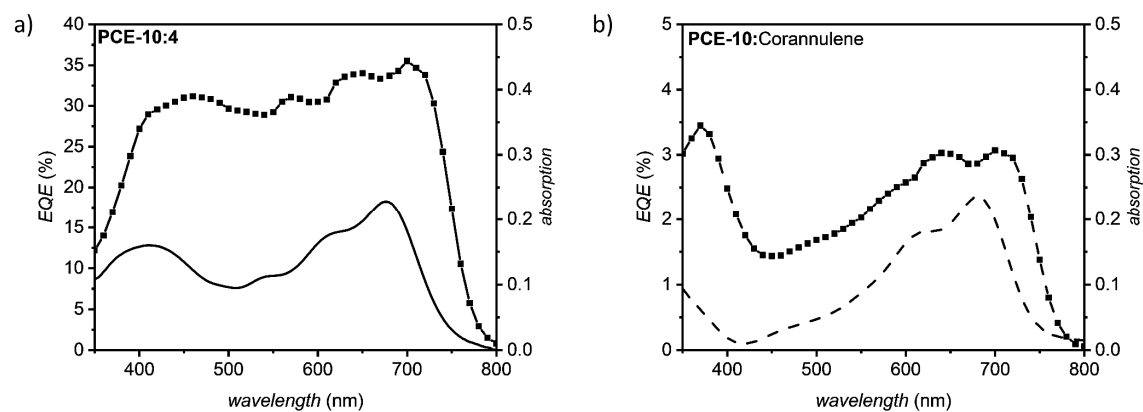 a)
PCE-10:4
40
35
30
25
20
15
10
5
0
EQE (%)
0.5
0.4
0.3
0.2
0.1
0.0
absorption
400 500 600 700 800
wavelength (nm)
b)
PCE-10:Corannulene
5
4
3
2
1
0
EQE (%)
0.5
0.4
0.3
0.2
0.1
0.0
absorption
400 500 600 700 800
wavelength (nm)